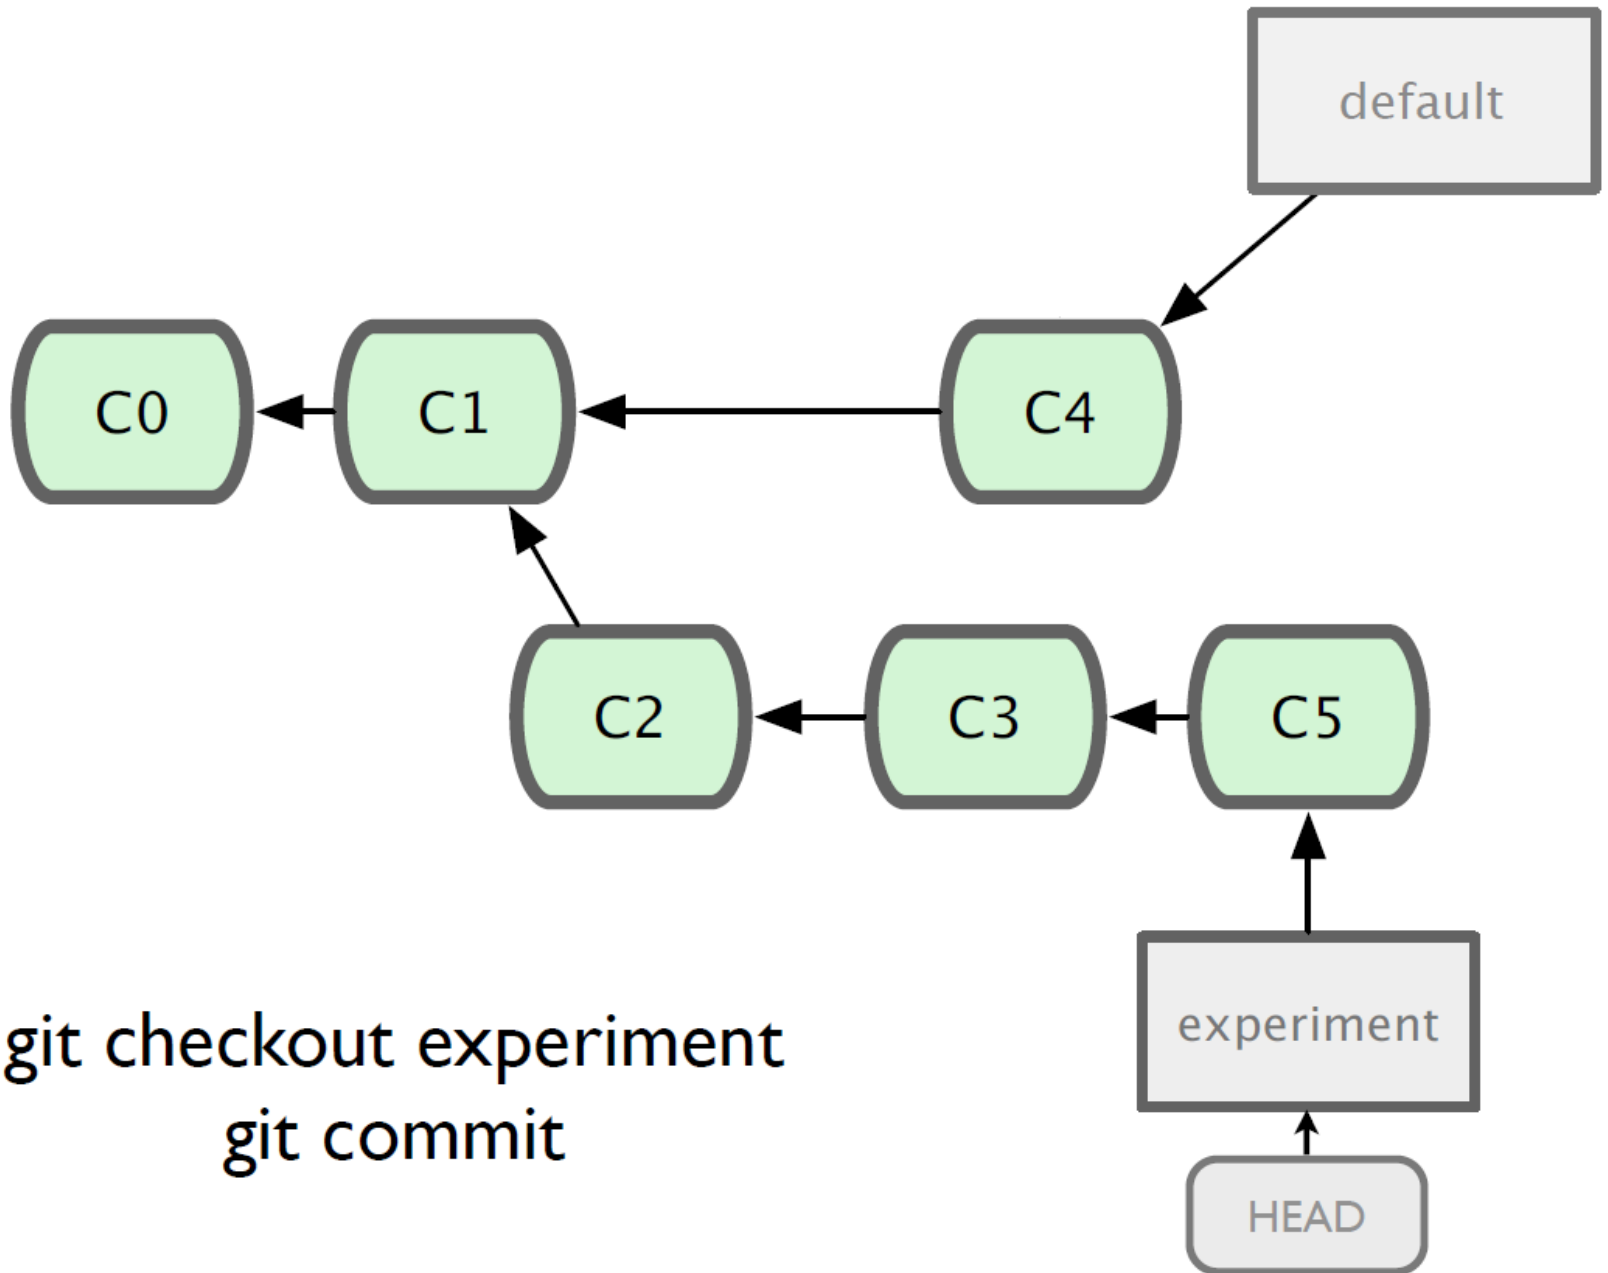 default
C0
C1
C4
C2
C3
C5
experiment
git checkout experiment
git commit
HEAD